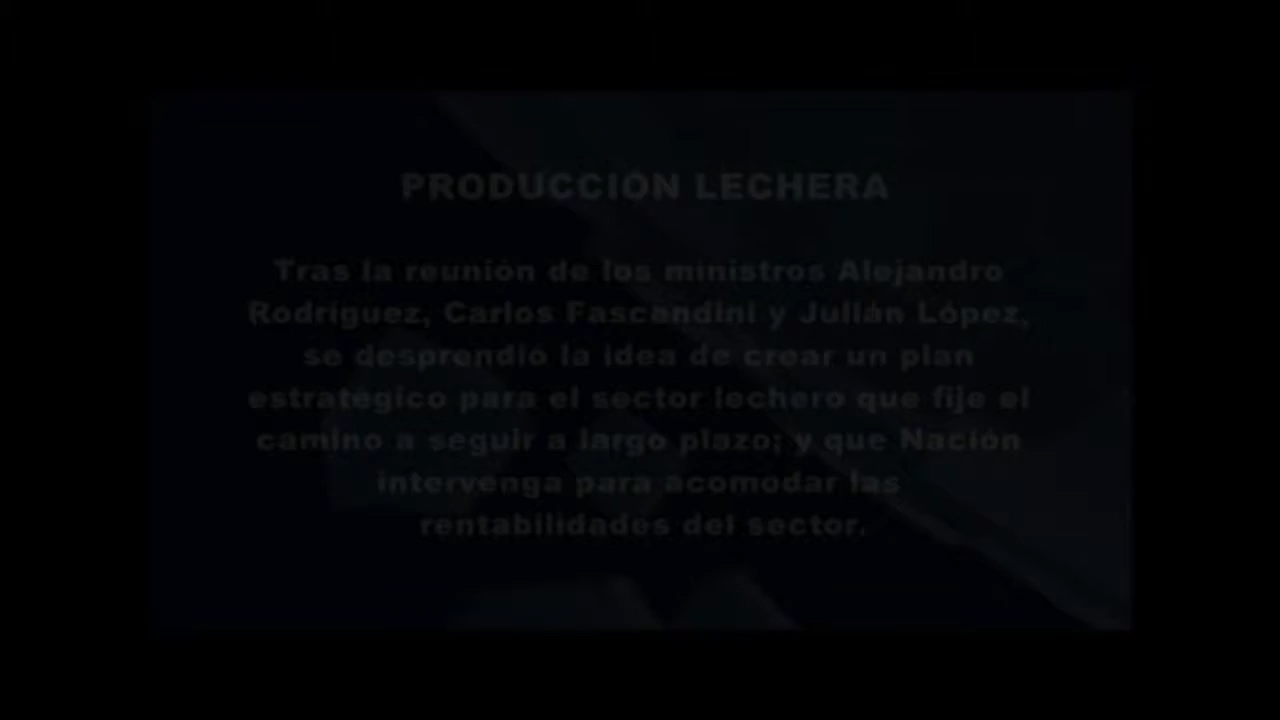 PRODUCCION LECHERA
Tras la reunión de los ministros Alejandro
Rodríguez, Carlos Fascendini y Julián López,
se desprendió la idea de crear un plan
estratégico para el sector lechero que fije el
camino a seguir a largo plazo; y que Nación
intervenga para acomodar las
rentabilidades del sector.